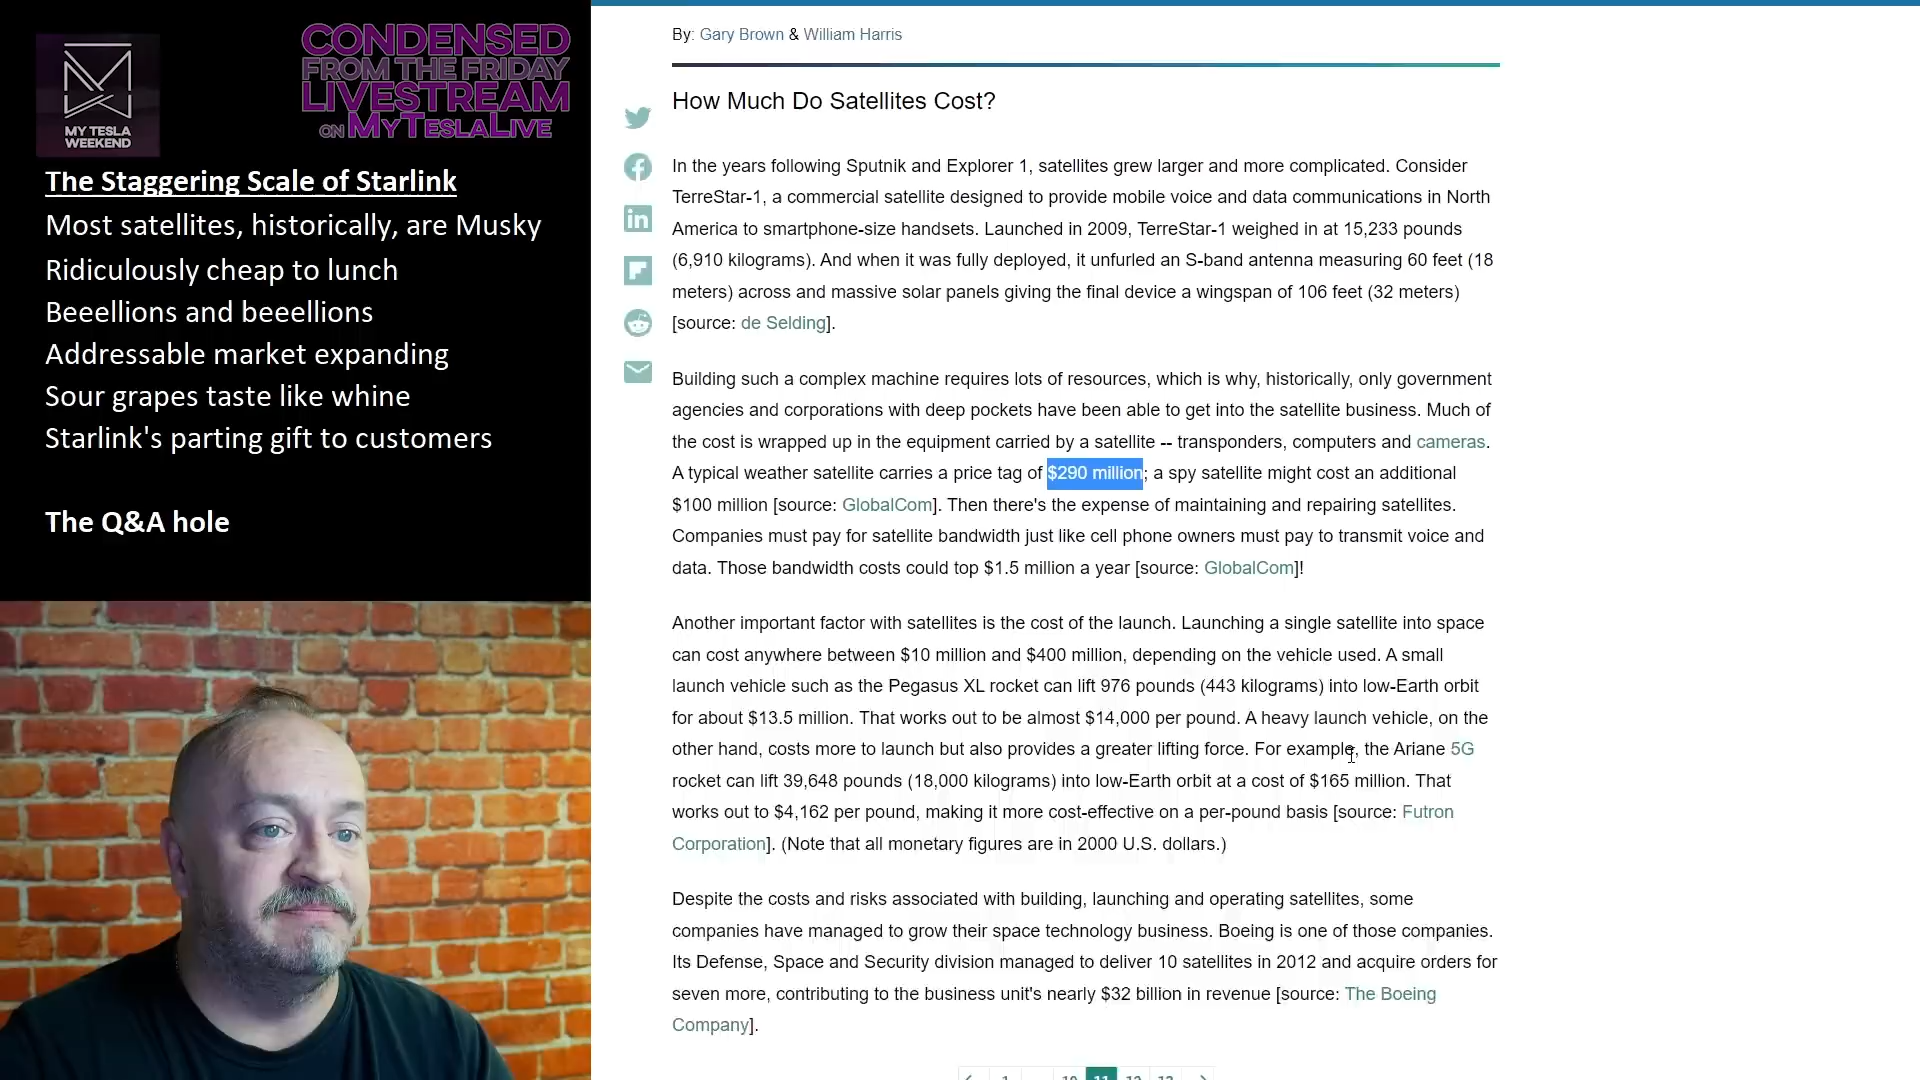 CONDENSED
FROM THE FRIDAY
LIVESTREAM
ON MYTESLALIVE
MY TESLA
WEEKEND
The Staggering Scale of Starlink
Most satellites, historically, are Musky
Ridiculously cheap to lunch
Beeellions and beeellions
Addressable market expanding
Sour grapes taste like whine
Starlink's parting gift to customers
The Q&A hole
By: Gary Brown & William Harris
How Much Do Satellites Cost?
In the years following Sputnik and Explorer 1, satellites grew larger and more complicated. Consider
TerreStar-1, a commercial satellite designed to provide mobile voice and data communications in North
America to smartphone-size handsets. Launched in 2009, TerreStar-1 weighed in at 15,233 pounds
(6,910 kilograms). And when it was fully deployed, it unfurled an S-band antenna measuring 60 feet (18
meters) across and massive solar panels giving the final device a wingspan of 106 feet (32 meters)
[source: de Selding].
Building such a complex machine requires lots of resources, which is why, historically, only government
agencies and corporations with deep pockets have been able to get into the satellite business. Much of
the cost is wrapped up in the equipment carried by a satellite -- transponders, computers and cameras.
A typical weather satellite carries a price tag of $290 million; a spy satellite might cost an additional
$100 million [source: GlobalCom]. Then there's the expense of maintaining and repairing satellites.
Companies must pay for satellite bandwidth just like cell phone owners must pay to transmit voice and
data. Those bandwidth costs could top $1.5 million a year [source: GlobalCom]!
Another important factor with satellites is the cost of the launch. Launching a single satellite into space
can cost anywhere between $10 million and $400 million, depending on the vehicle used. A small
launch vehicle such as the Pegasus XL rocket can lift 976 pounds (443 kilograms) into low-Earth orbit
for about $13.5 million. That works out to be almost $14,000 per pound. A heavy launch vehicle, on the
other hand, costs more to launch but also provides a greater lifting force. For example, the Ariane 5G
rocket can lift 39,648 pounds (18,000 kilograms) into low-Earth orbit at a cost of $165 million. That
works out to $4,162 per pound, making it more cost-effective on a per-pound basis [source: Futron
Corporation]. (Note that all monetary figures are in 2000 U.S. dollars.)
Despite the costs and risks associated with building, launching and operating satellites, some
companies have managed to grow their space technology business. Boeing is one of those companies.
Its Defense, Space and Security division managed to deliver 10 satellites in 2012 and acquire orders for
seven more, contributing to the business unit's nearly $32 billion in revenue [source: The Boeing
Company].
1 ... 10 11 12 13